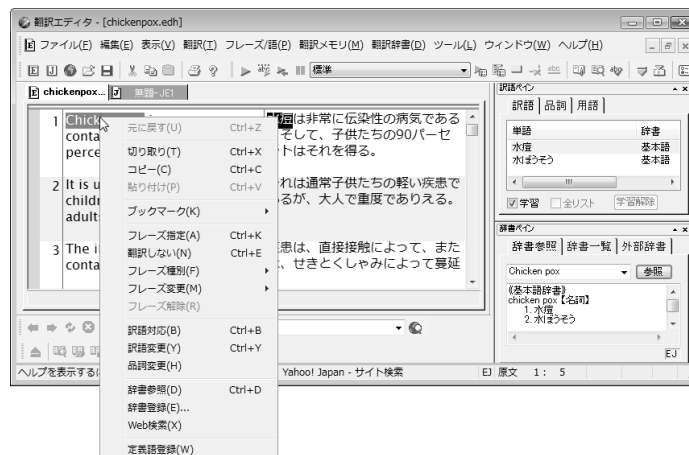 翻訳エディタ - [chickenpox.edh]
ファイル(F) 編集(E) 表示(V) 翻訳(T) フレーズ/語(P) 翻訳メモリ(M) 翻訳辞書(D) ツール(L) ウィンドウ(W) ヘルプ(H)
標準
chickenpox... 無題-JE1
1 Chick
conta
perce
は非常に伝染性の病気である
そして、子供たちの90パーセ
ントはそれを得る。
2 It is u
childr
adult
れは通常子供たちの軽い疾患で
るが、大人で重度でありえる。
3 The i
conta
患は、直接接触によって、また
、せきとくしゃみによって蔓延
元に戻す(U) Ctrl+Z
切り取り(T) Ctrl+X
コピー(C) Ctrl+C
貼り付け(P) Ctrl+V
ブックマーク(K)
フレーズ指定(A) Ctrl+K
翻訳しない(N) Ctrl+E
フレーズ種別(F)
フレーズ変更(M)
フレーズ解除(R)
訳語対応(B) Ctrl+B
訳語変更(Y) Ctrl+Y
品詞変更(H)
辞書参照(D) Ctrl+D
辞書登録(E)...
Web検索(X)
定義語登録(W)
訳語ペイン
訳語 品詞 用語
単語 辞書
水痘 基本語
水ぼうそう 基本語
学習 全リスト 学習解除
辞書ペイン
辞書参照 辞書一覧 外部辞書
Chicken pox 参照
《基本語辞書》
chicken pox【名詞】
1. 水痘
2. 水ぼうそう
EJ
ヘルプを表示する
Yahoo! Japan - サイト検索
EJ 原文 1: 5